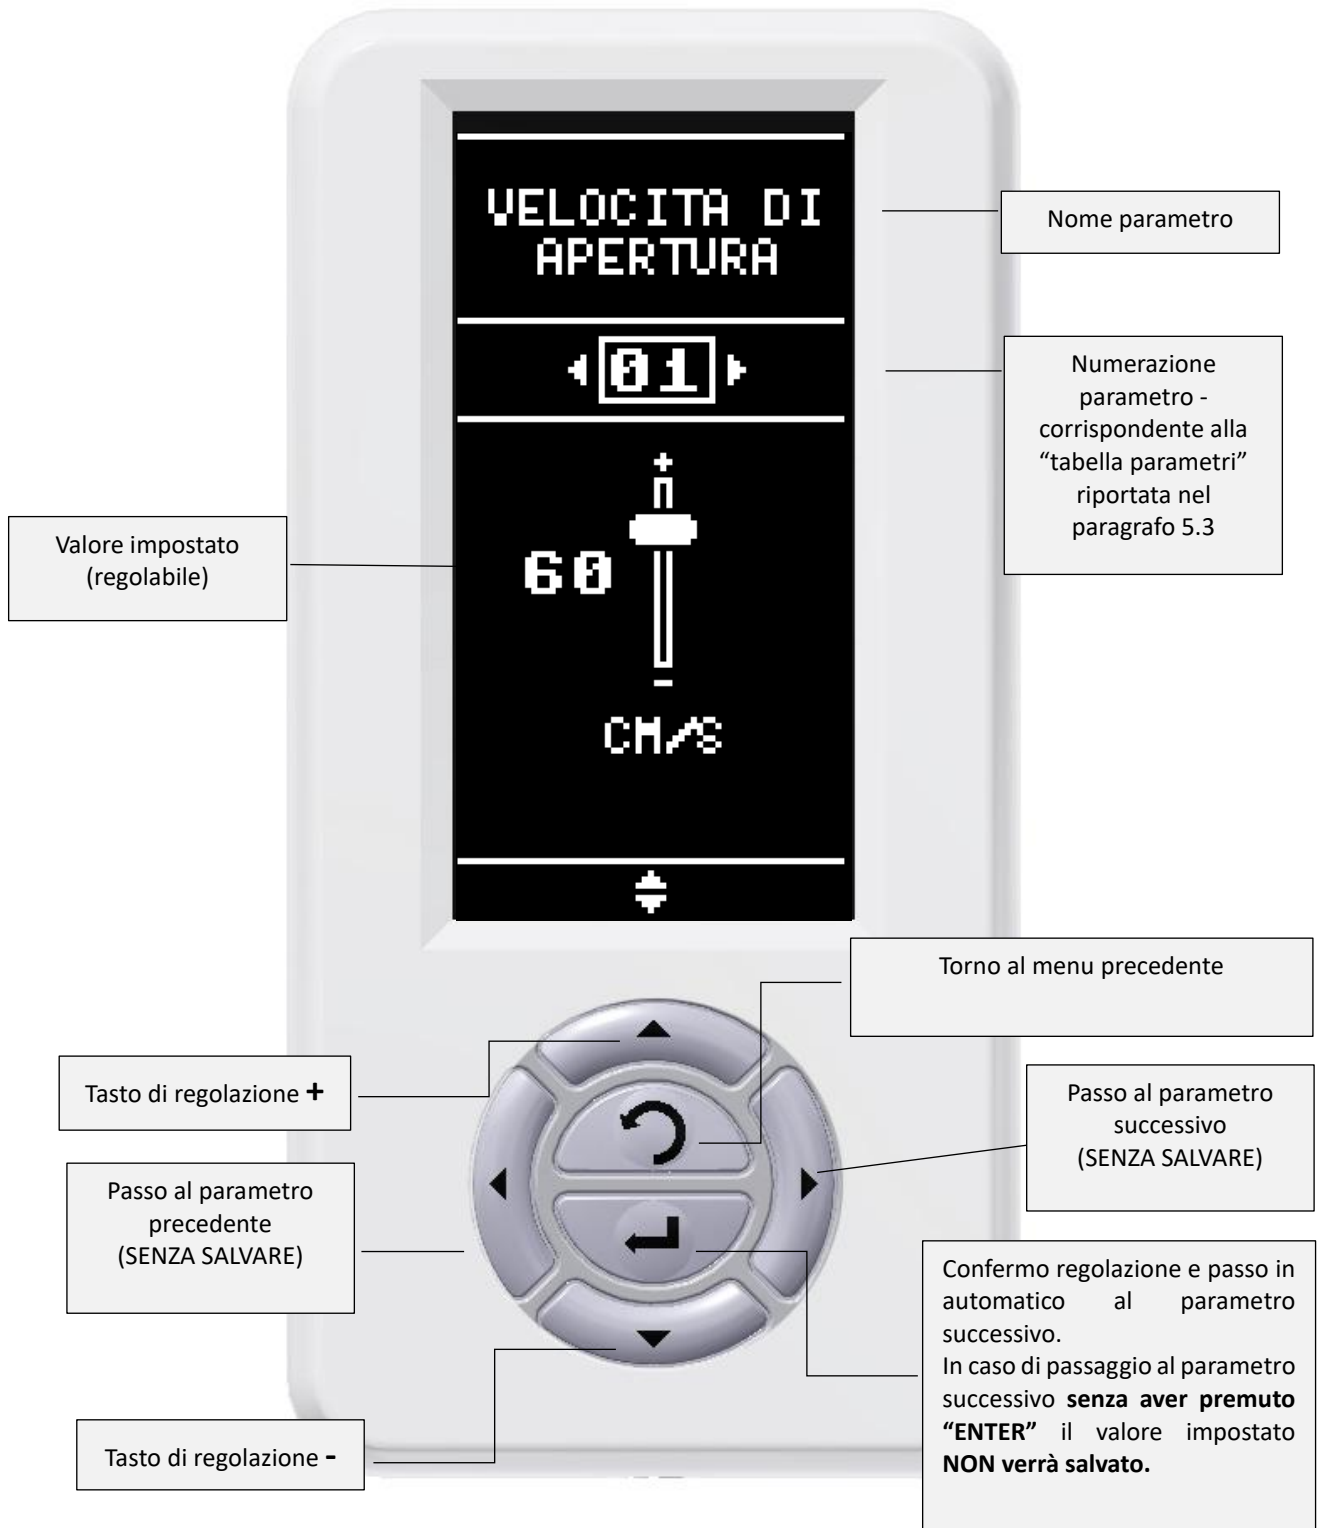 VELOCITA DI
APERTURA
Nome parametro
01
Numerazione
parametro -
corrispondente alla
“tabella parametri”
riportata nel
paragrafo 5.3
+
Valore impostato
(regolabile)
60
-
CM/S
Torno al menu precedente
Tasto di regolazione +
Passo al parametro
successivo
(SENZA SALVARE)
Passo al parametro
precedente
(SENZA SALVARE)
Confermo regolazione e passo in
automatico al parametro
successivo.
In caso di passaggio al parametro
successivo senza aver premuto
“ENTER” il valore impostato
NON verrà salvato.
Tasto di regolazione -